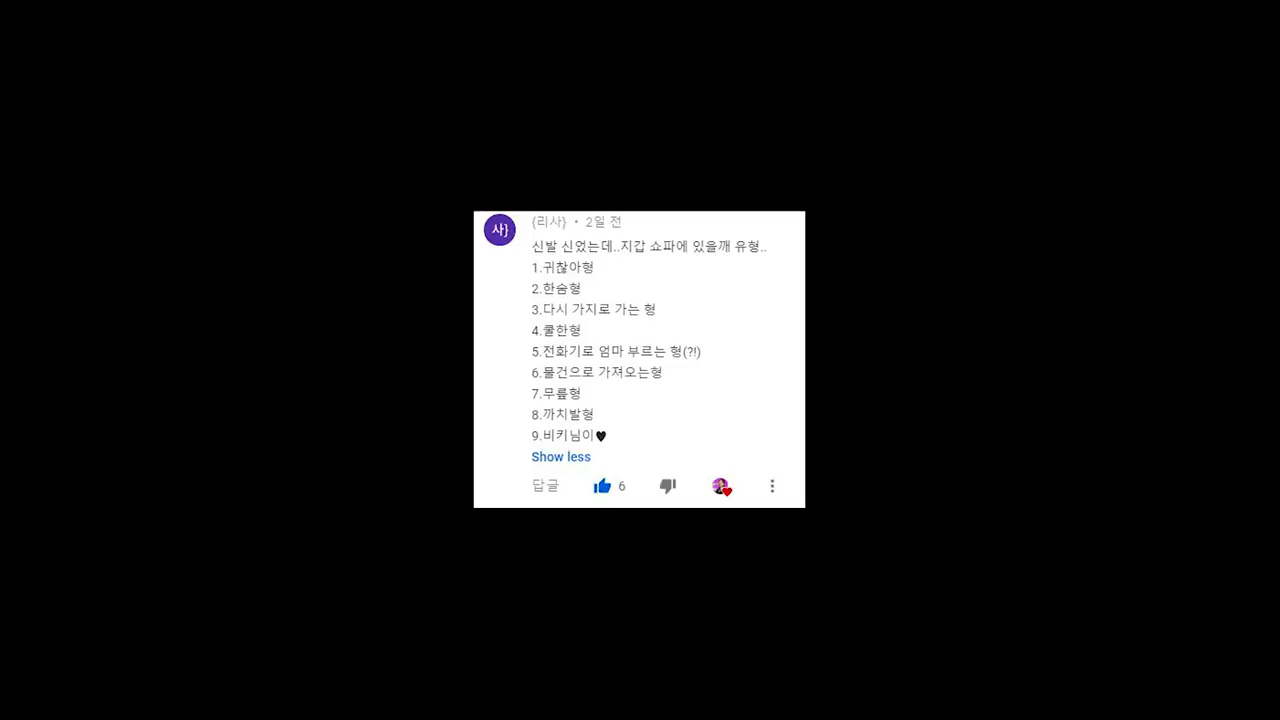 사}
{리사} • 2일 전
신발 신었는데..지갑 쇼파에 있을깨 유형..
1.귀찮아형
2.한숨형
3.다시 가지로 가는 형
4.쿨한형
5.전화기로 엄마 부르는 형(?!)
6.물건으로 가져오는형
7.무릎형
8.까치발형
9.비키님이♥
Show less
답글 6